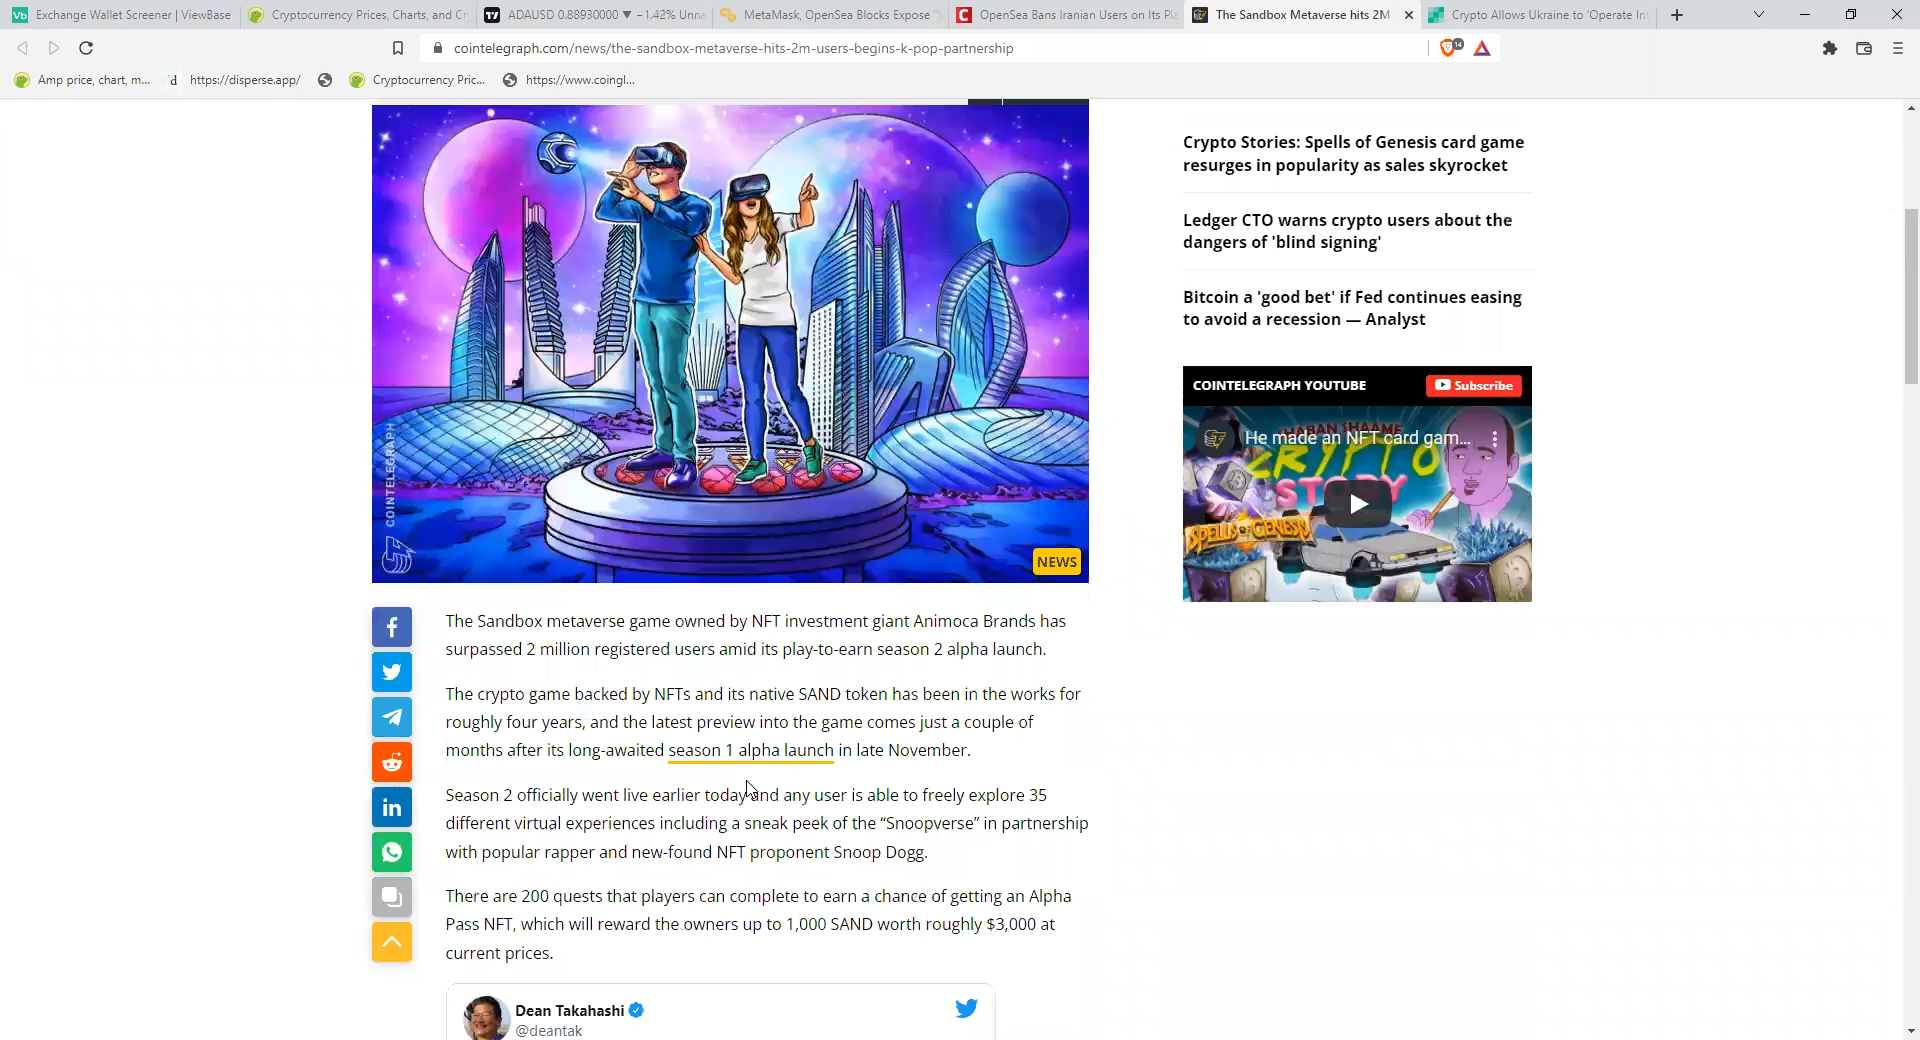 Vb Exchange Wallet Screener | ViewBase
Cryptocurrency Prices, Charts, and Cr
ADAUSD 0.88930000 ▼ −1.42% Unna
MetaMask, OpenSea Blocks Expose
OpenSea Bans Iranian Users on Its Pla
The Sandbox Metaverse hits 2M
Crypto Allows Ukraine to 'Operate Int
cointelegraph.com/news/the-sandbox-metaverse-hits-2m-users-begins-k-pop-partnership
14
Amp price, chart, m...
d https://disperse.app/
Cryptocurrency Pric...
https://www.coingl...
COINTELEGRAPH
NEWS
The Sandbox metaverse game owned by NFT investment giant Animoca Brands has
surpassed 2 million registered users amid its play-to-earn season 2 alpha launch.
The crypto game backed by NFTs and its native SAND token has been in the works for
roughly four years, and the latest preview into the game comes just a couple of
months after its long-awaited season 1 alpha launch in late November.
Season 2 officially went live earlier today and any user is able to freely explore 35
different virtual experiences including a sneak peek of the “Snoopverse” in partnership
with popular rapper and new-found NFT proponent Snoop Dogg.
There are 200 quests that players can complete to earn a chance of getting an Alpha
Pass NFT, which will reward the owners up to 1,000 SAND worth roughly $3,000 at
current prices.
Dean Takahashi
@deantak
Crypto Stories: Spells of Genesis card game
resurges in popularity as sales skyrocket
Ledger CTO warns crypto users about the
dangers of 'blind signing'
Bitcoin a 'good bet' if Fed continues easing
to avoid a recession — Analyst
COINTELEGRAPH YOUTUBE
Subscribe
He made an NFT card gam...
SHABAN SHAAME
CRYPTO
STORY
SPELLS OF GENESIS